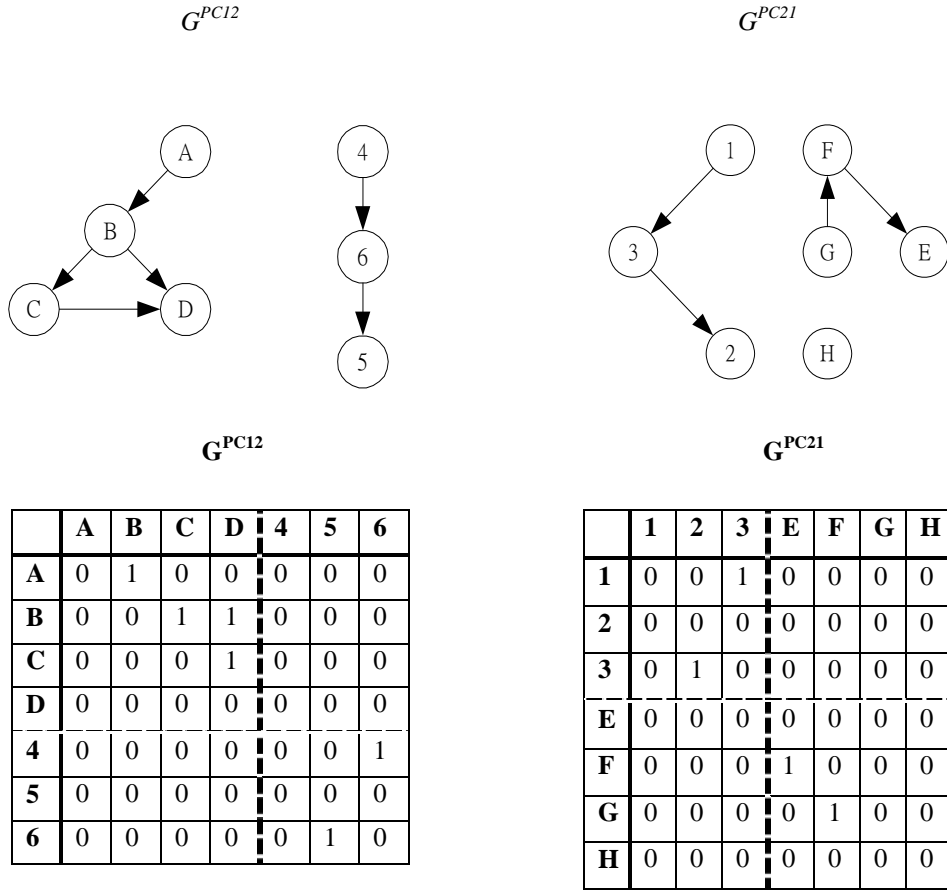 G^PC12
G^PC21
A
B
C
D
4
6
5
1
3
2
F
G
E
H
G^PC12
A B C D 4 5 6
A 0 1 0 0 0 0 0
B 0 0 1 1 0 0 0
C 0 0 0 1 0 0 0
D 0 0 0 0 0 0 0
4 0 0 0 0 0 0 1
5 0 0 0 0 0 0 0
6 0 0 0 0 0 1 0
G^PC21
1 2 3 E F G H
1 0 0 1 0 0 0 0
2 0 0 0 0 0 0 0
3 0 1 0 0 0 0 0
E 0 0 0 0 0 0 0
F 0 0 0 1 0 0 0
G 0 0 0 0 1 0 0
H 0 0 0 0 0 0 0